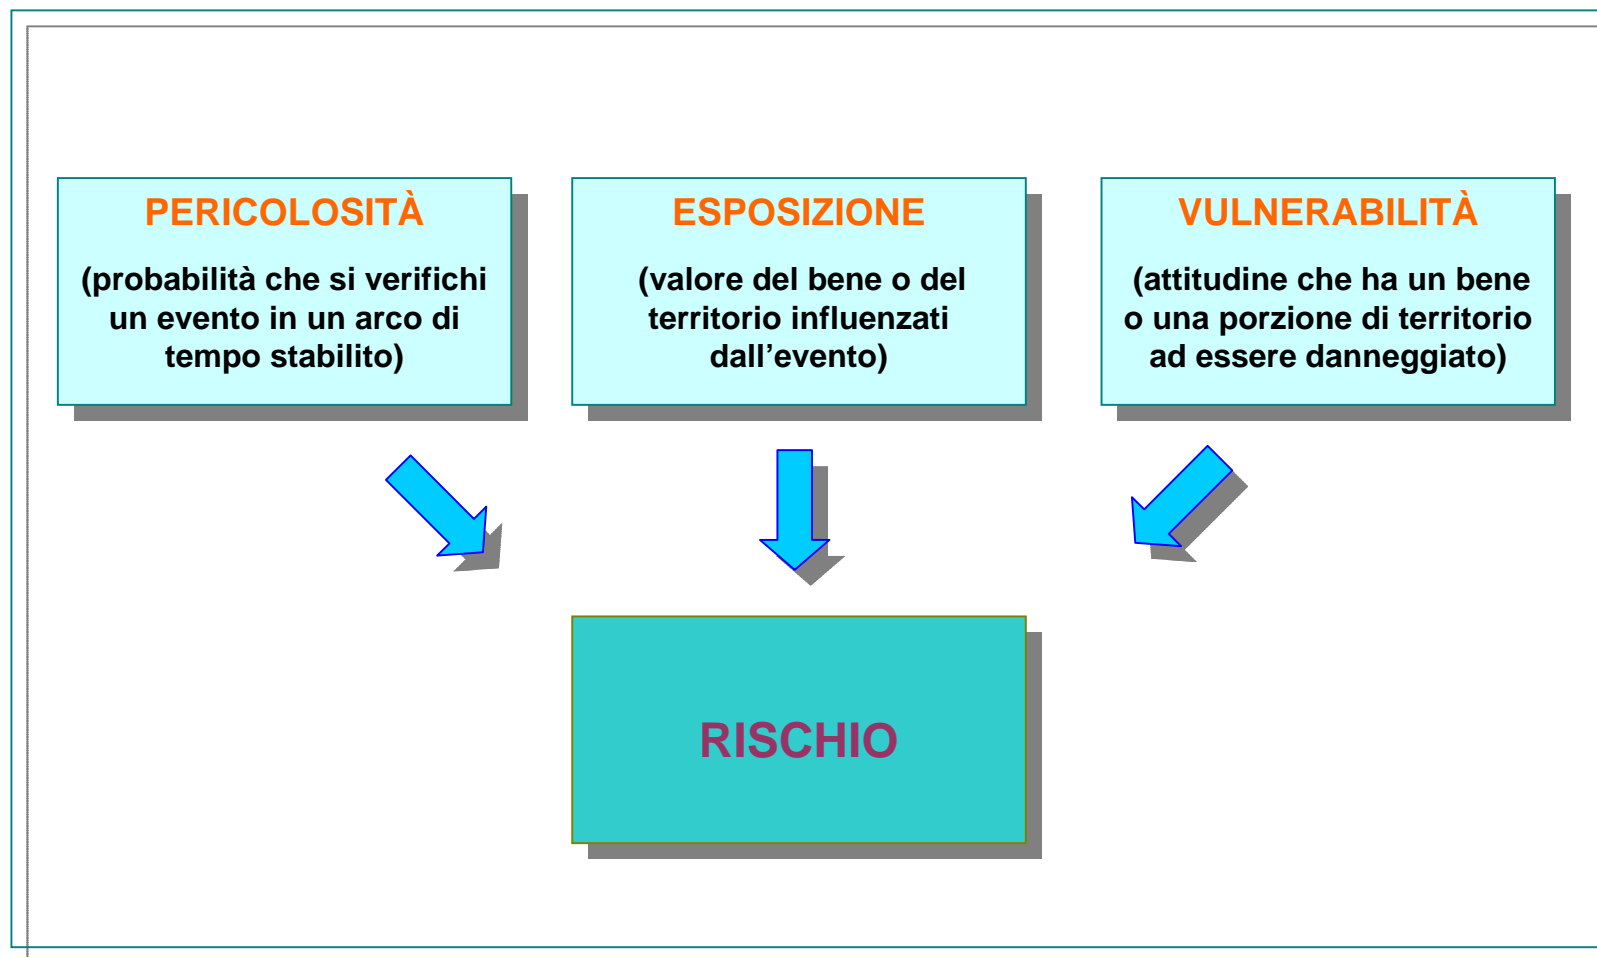 PERICOLOSITÀ
(probabilità che si verifichi
un evento in un arco di
tempo stabilito)
ESPOSIZIONE
(valore del bene o del
territorio influenzati
dall’evento)
VULNERABILITÀ
(attitudine che ha un bene
o una porzione di territorio
ad essere danneggiato)
RISCHIO